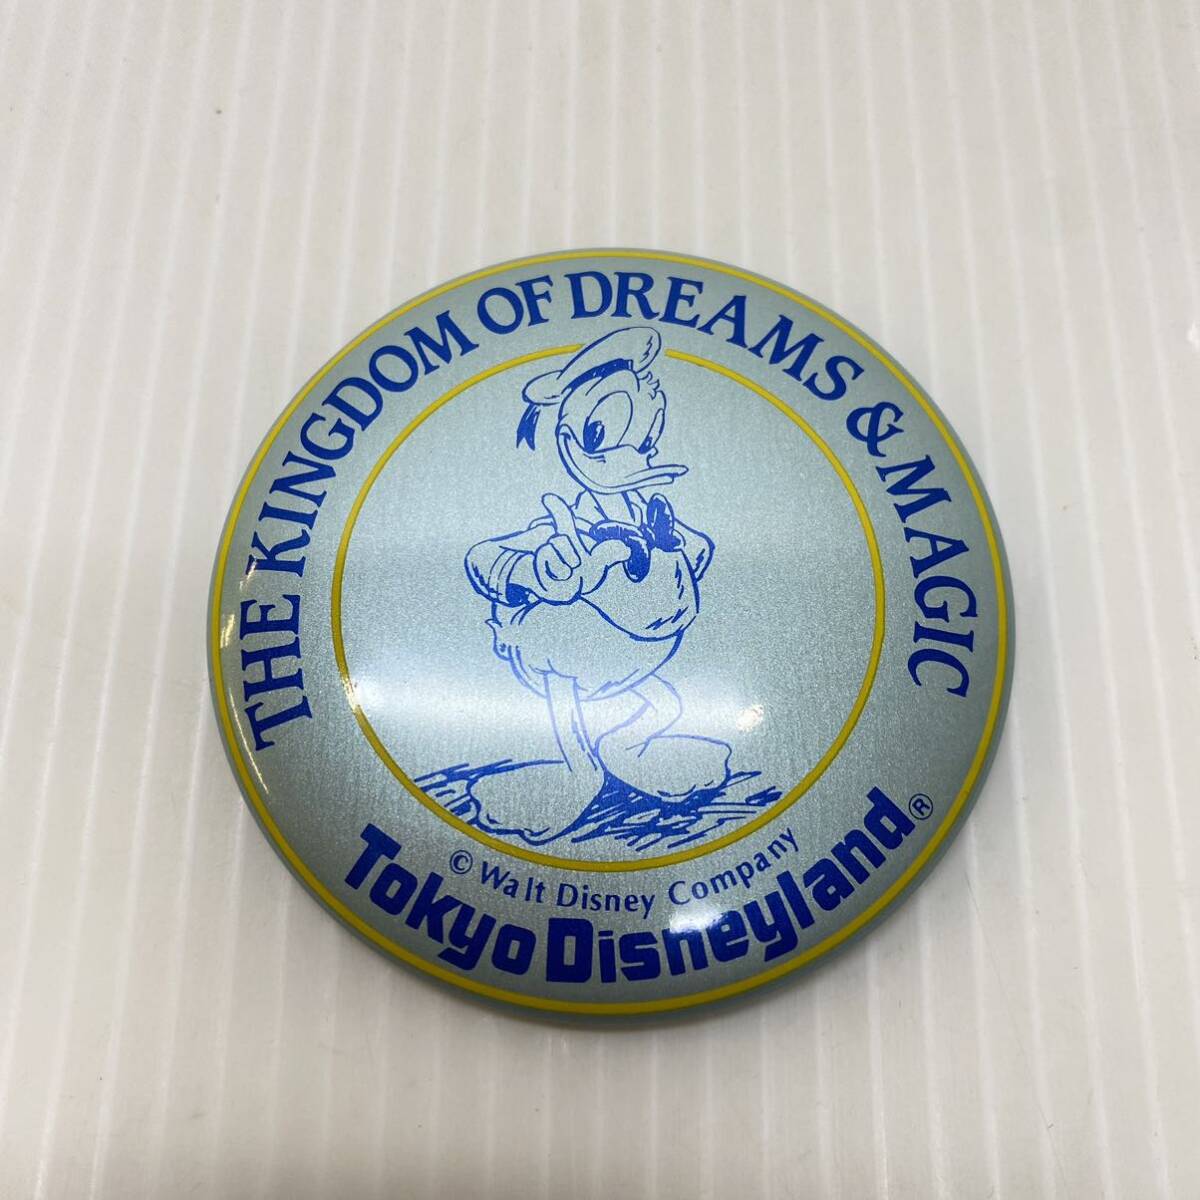 THE KINGDOM OF DREAMS & MAGIC
© Walt Disney Company
Tokyo Disneyland®